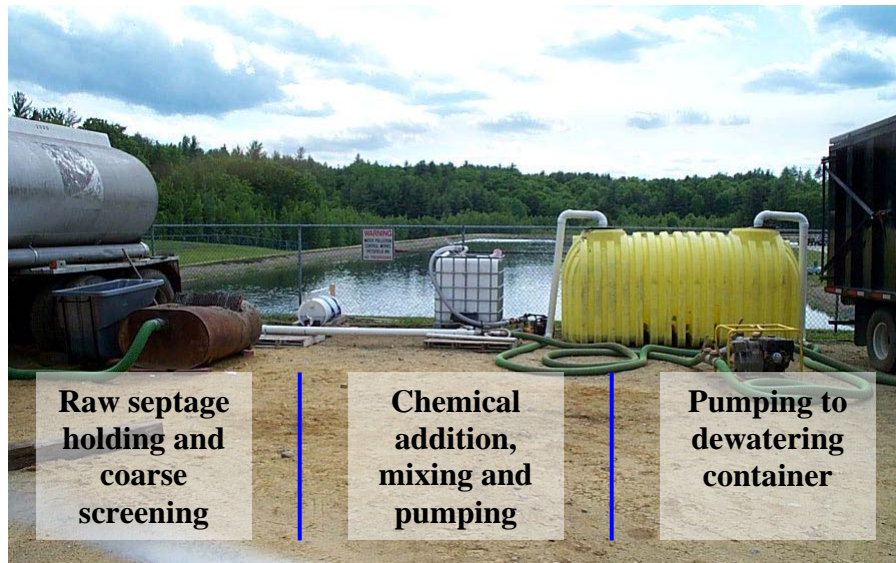 WARNING
Raw septage
holding and
coarse
screening
Chemical
addition,
mixing and
pumping
Pumping to
dewatering
container